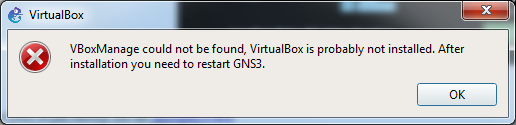 VirtualBox
VBoxManage could not be found, VirtualBox is probably not installed. After
installation you need to restart GNS3.
OK